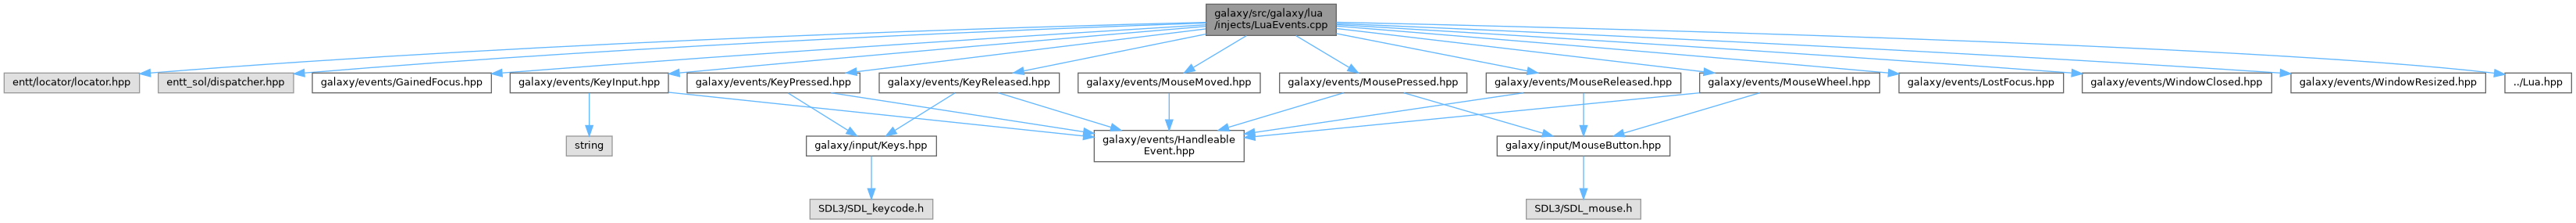 galaxy/src/galaxy/lua
/injects/LuaEvents.cpp
entt/locator/locator.hpp
entt_sol/dispatcher.hpp
galaxy/events/GainedFocus.hpp
galaxy/events/KeyInput.hpp
galaxy/events/KeyPressed.hpp
galaxy/events/KeyReleased.hpp
galaxy/events/MouseMoved.hpp
galaxy/events/MousePressed.hpp
galaxy/events/MouseReleased.hpp
galaxy/events/MouseWheel.hpp
galaxy/events/LostFocus.hpp
galaxy/events/WindowClosed.hpp
galaxy/events/WindowResized.hpp
../Lua.hpp
string
galaxy/input/Keys.hpp
galaxy/events/Handleable
Event.hpp
galaxy/input/MouseButton.hpp
SDL3/SDL_keycode.h
SDL3/SDL_mouse.h